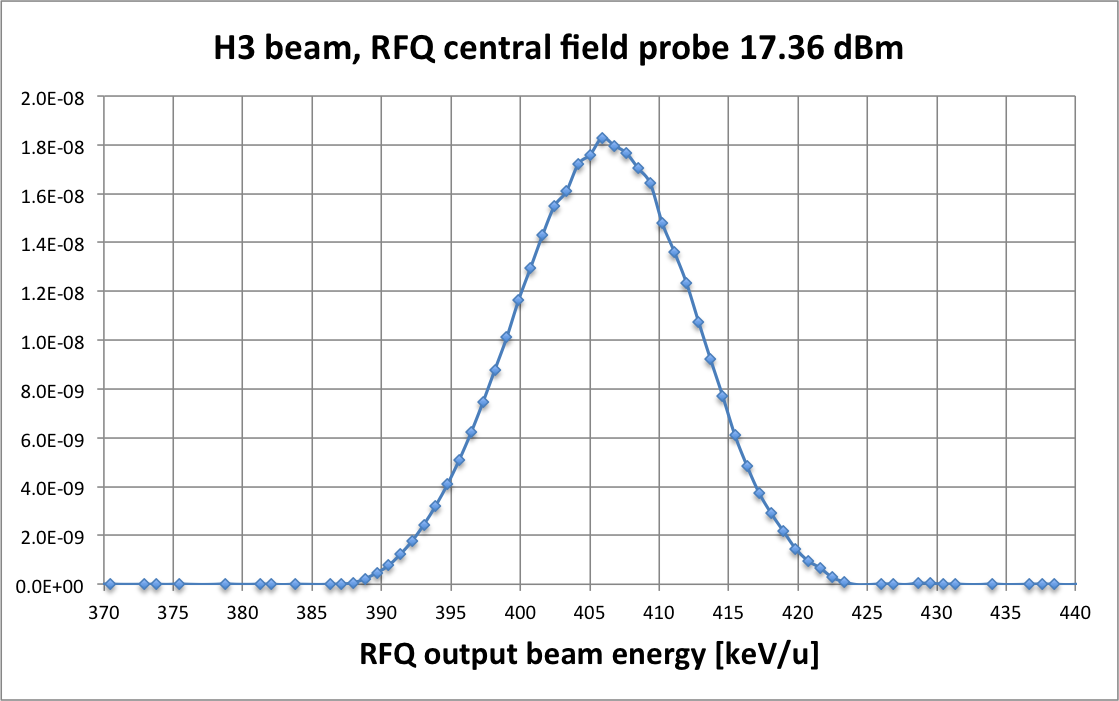 H3 beam, RFQ central field probe 17.36 dBm
2.0E-08
1.8E-08
1.6E-08
1.4E-08
1.2E-08
1.0E-08
8.0E-09
6.0E-09
4.0E-09
2.0E-09
0.0E+00
370 375 380 385 390 395 400 405 410 415 420 425 430 435 440
RFQ output beam energy [keV/u]